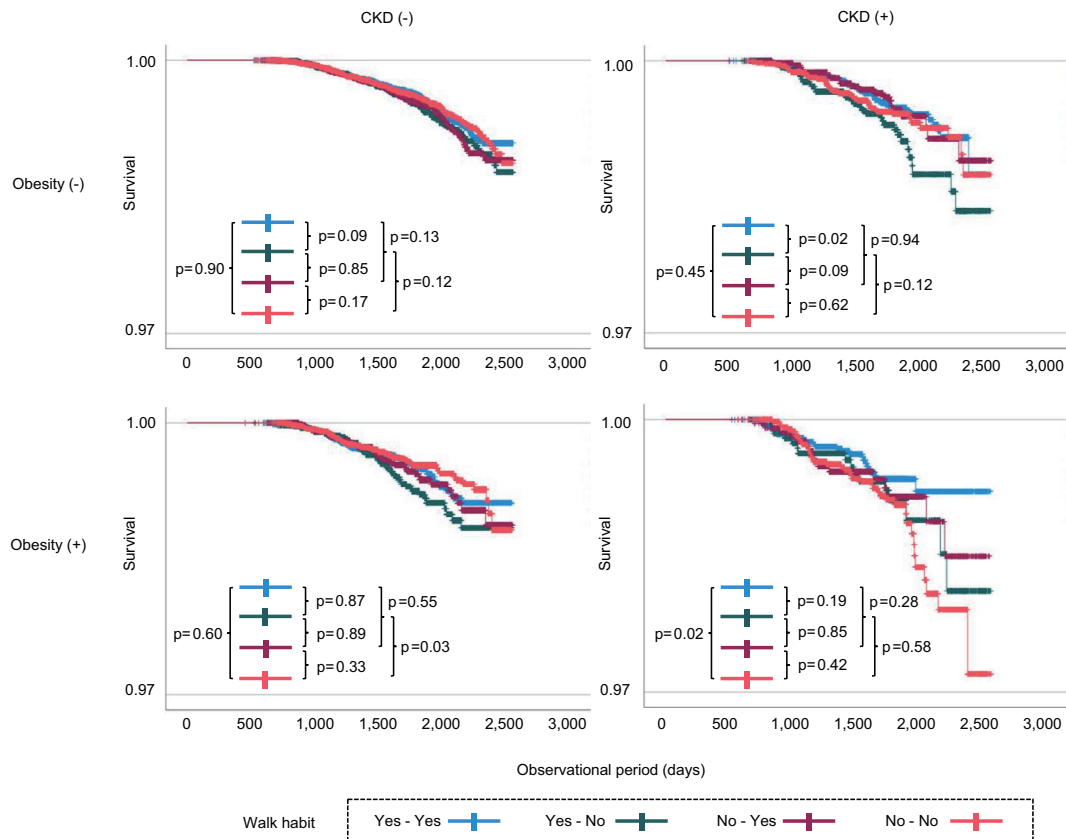 CKD (-)
CKD (+)
1.00
1.00
Survival
Survival
Obesity (-)
p=0.09
p=0.13
p=0.90
p=0.85
p=0.12
p=0.17
p=0.02
p=0.94
p=0.45
p=0.09
p=0.12
p=0.62
0.97
0.97
0 500 1,000 1,500 2,000 2,500 3,000
0 500 1,000 1,500 2,000 2,500 3,000
1.00
1.00
Survival
Survival
Obesity (+)
p=0.87
p=0.55
p=0.60
p=0.89
p=0.03
p=0.33
p=0.19
p=0.28
p=0.02
p=0.85
p=0.58
p=0.42
0.97
0.97
0 500 1,000 1,500 2,000 2,500 3,000
0 500 1,000 1,500 2,000 2,500 3,000
Observational period (days)
Walk habit Yes - Yes Yes - No No - Yes No - No